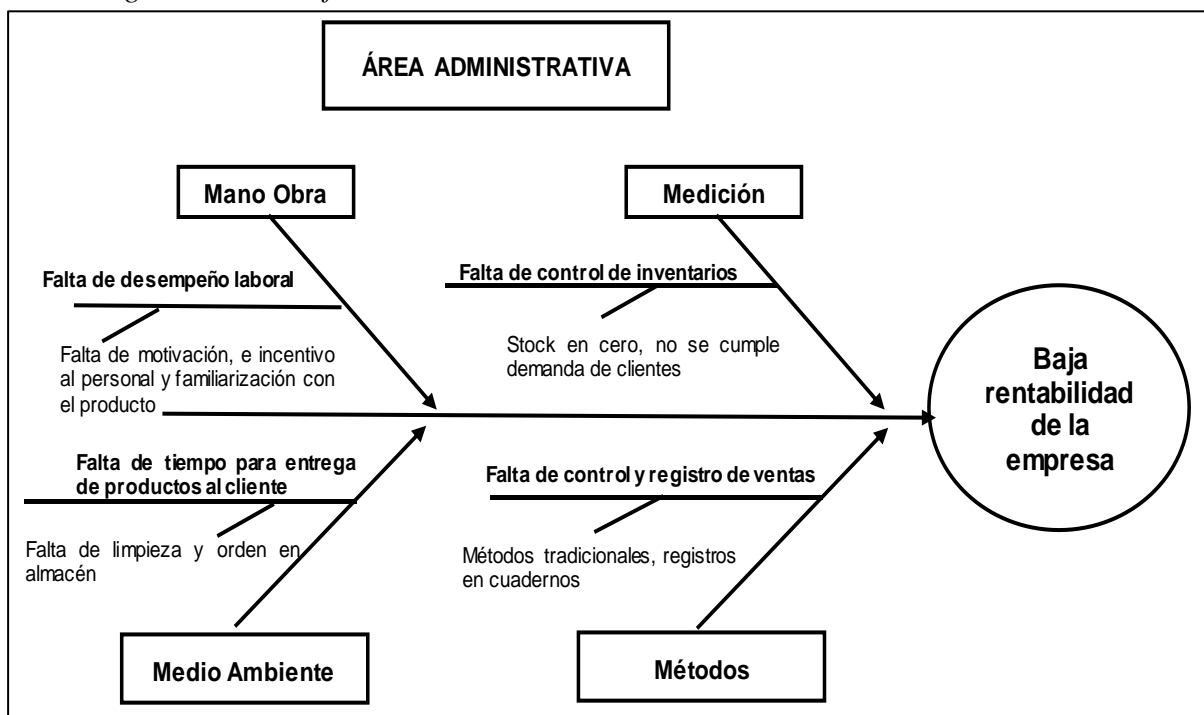 ÁREA ADMINISTRATIVA
Mano Obra
Medición
Falta de desempeño laboral
Falta de motivación, e incentivo
al personal y familiarización con
el producto
Falta de control de inventarios
Stock en cero, no se cumple
demanda de clientes
Baja
rentabilidad
de la
empresa
Falta de tiempo para entrega
de productos al cliente
Falta de limpieza y orden en
almacén
Falta de control y registro de ventas
Métodos tradicionales, registros
en cuadernos
Medio Ambiente
Métodos